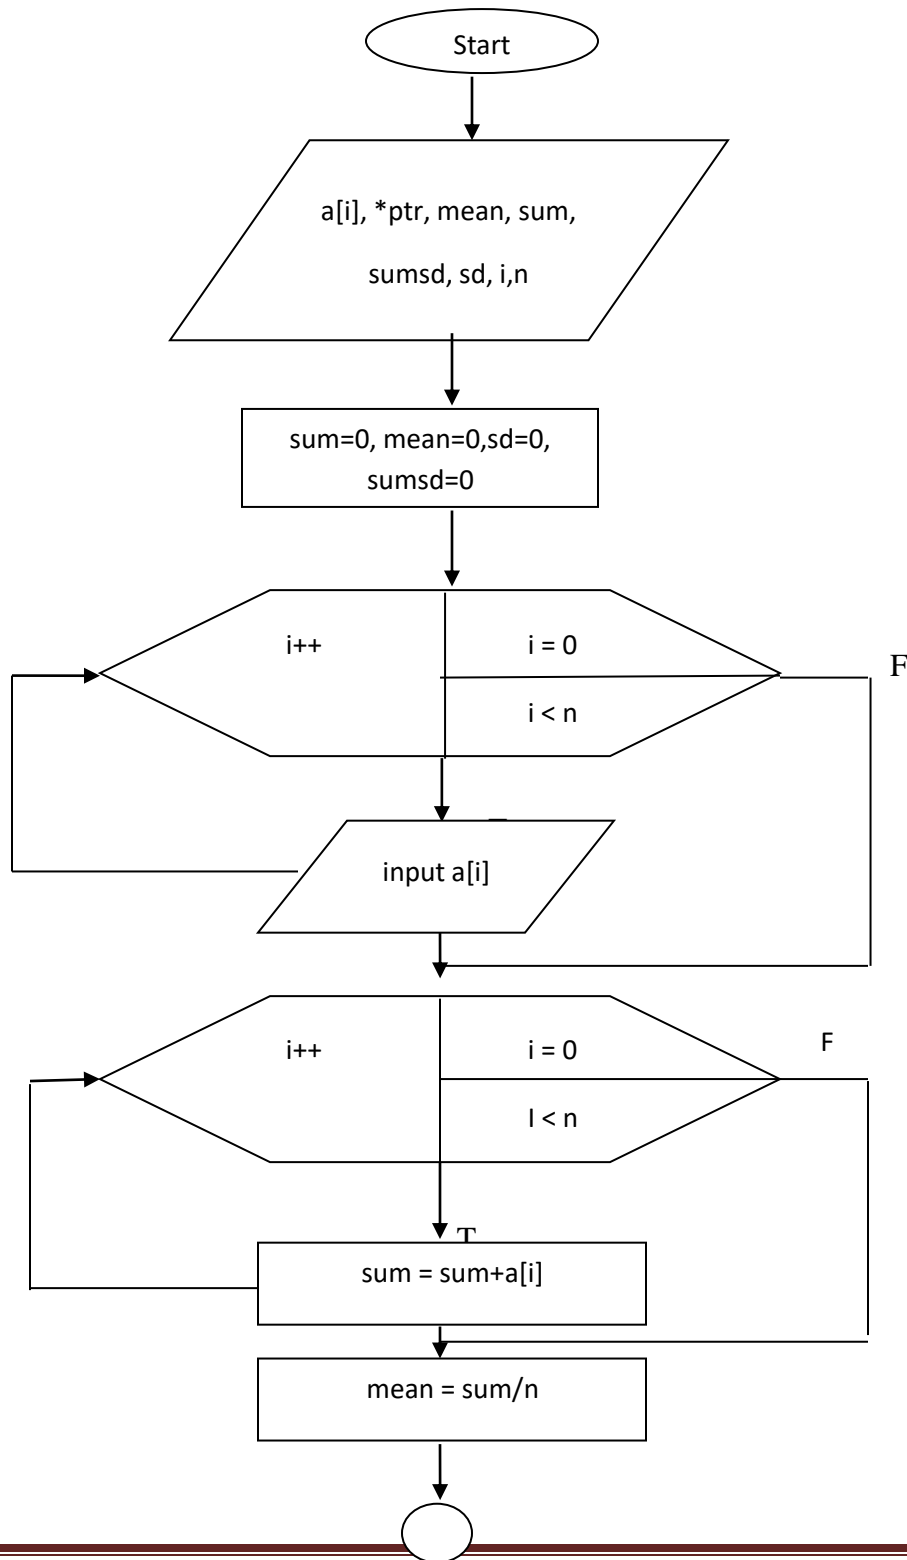 Start
a[i], *ptr, mean, sum,
sumsd, sd, i,n
sum=0, mean=0,sd=0,
sumsd=0
i++
i = 0
F
i < n
input a[i]
i++
i = 0
F
I < n
T
sum = sum+a[i]
mean = sum/n